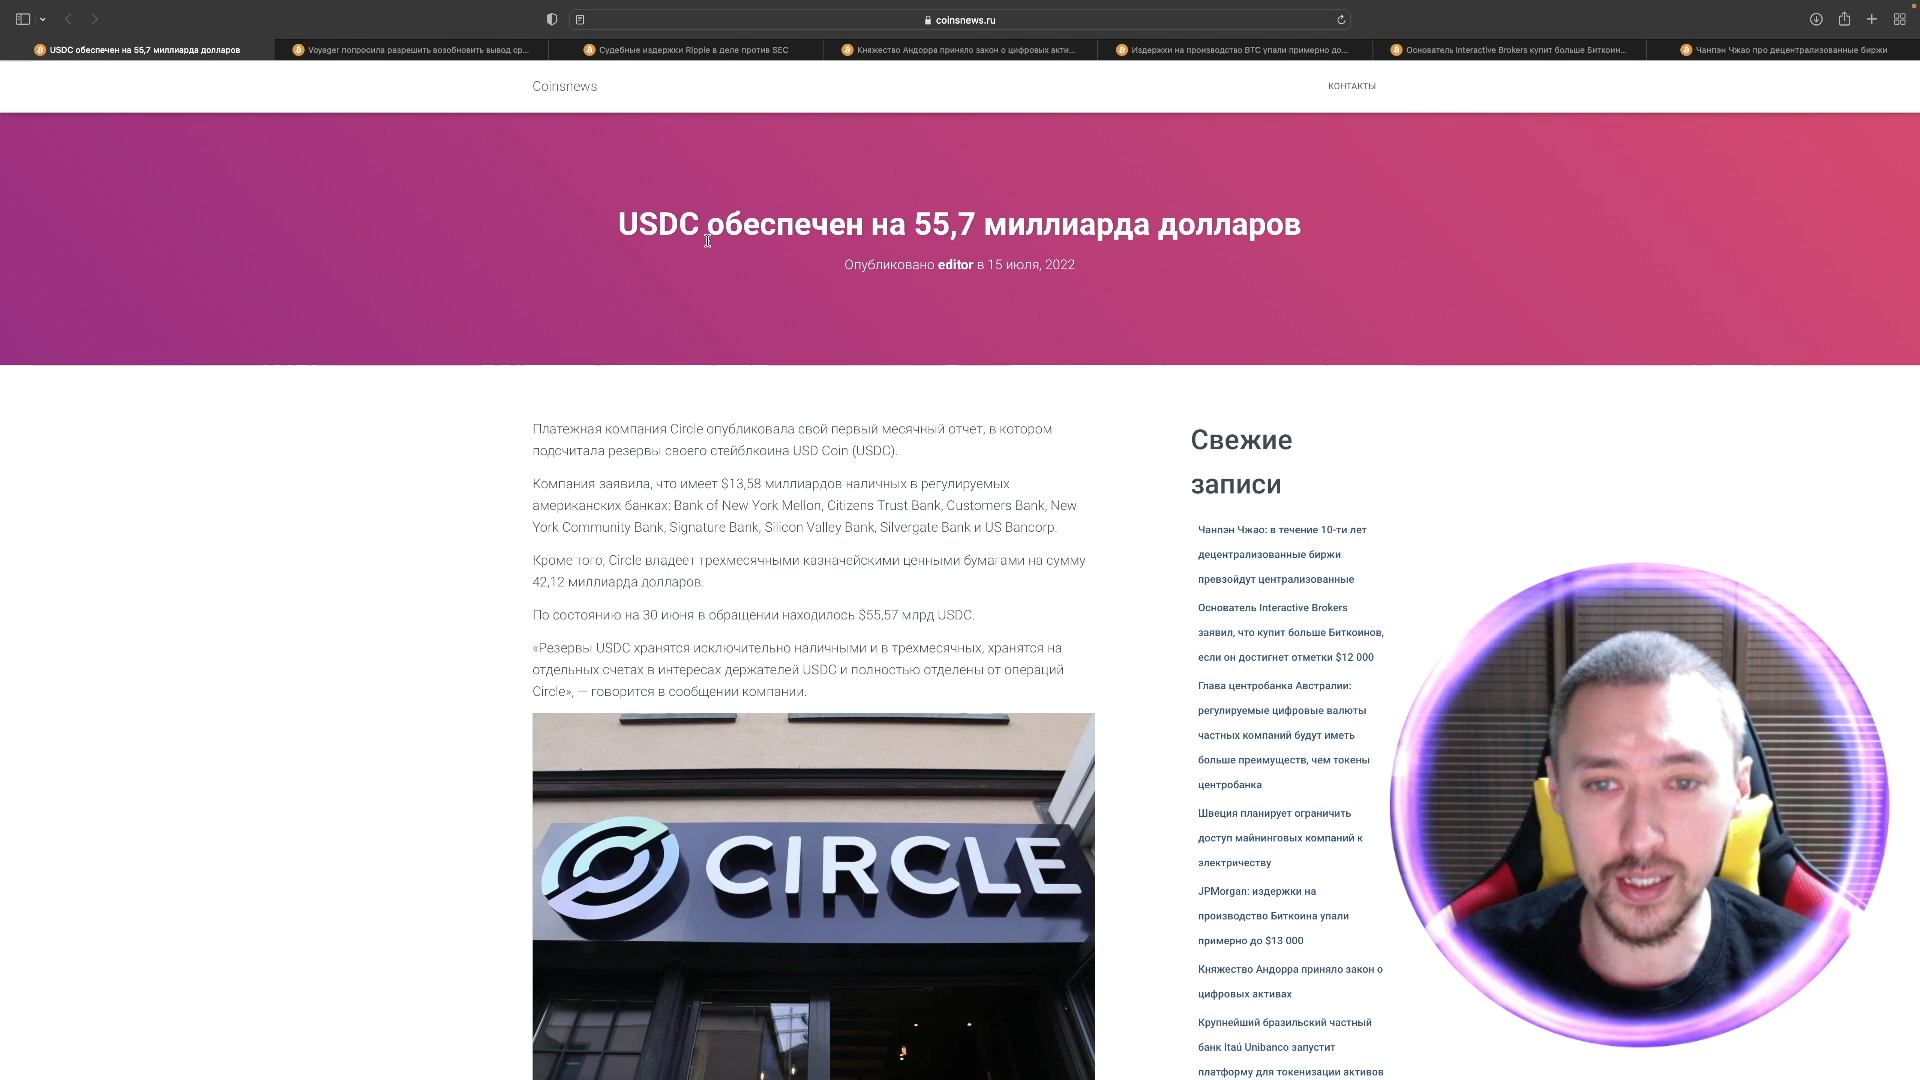 coinsnews.ru
USDC обеспечен на 55,7 миллиарда долларов
Voyager попросила разрешить возобновить вывод ср...
Судебные издержки Ripple в деле против SEC
Княжество Андорра приняло закон о цифровых акти...
Издержки на производство BTC упали примерно до...
Основатель Interactive Brokers купит больше Биткоин...
Чанпэн Чжао про децентрализованные биржи
Coinsnews
КОНТАКТЫ
USDC обеспечен на 55,7 миллиарда долларов
Опубликовано editor в 15 июля, 2022
Платежная компания Circle опубликовала свой первый месячный отчет, в котором
подсчитала резервы своего стейблкоина USD Coin (USDC).
Компания заявила, что имеет $13,58 миллиардов наличных в регулируемых
американских банках: Bank of New York Mellon, Citizens Trust Bank, Customers Bank, New
York Community Bank, Signature Bank, Silicon Valley Bank, Silvergate Bank и US Bancorp.
Кроме того, Circle владеет трехмесячными казначейскими ценными бумагами на сумму
42,12 миллиарда долларов.
По состоянию на 30 июня в обращении находилось $55,57 млрд USDC.
«Резервы USDC хранятся исключительно наличными и в трехмесячных, хранятся на
отдельных счетах в интересах держателей USDC и полностью отделены от операций
Circle», — говорится в сообщении компании.
CIRCLE
Свежие
записи
Чанпэн Чжао: в течение 10-ти лет
децентрализованные биржи
превзойдут централизованные
Основатель Interactive Brokers
заявил, что купит больше Биткоинов,
если он достигнет отметки $12 000
Глава центробанка Австралии:
регулируемые цифровые валюты
частных компаний будут иметь
больше преимуществ, чем токены
центробанка
Швеция планирует ограничить
доступ майнинговых компаний к
электричеству
JPMorgan: издержки на
производство Биткоина упали
примерно до $13 000
Княжество Андорра приняло закон о
цифровых активах
Крупнейший бразильский частный
банк Itaú Unibanco запустит
платформу для токенизации активов